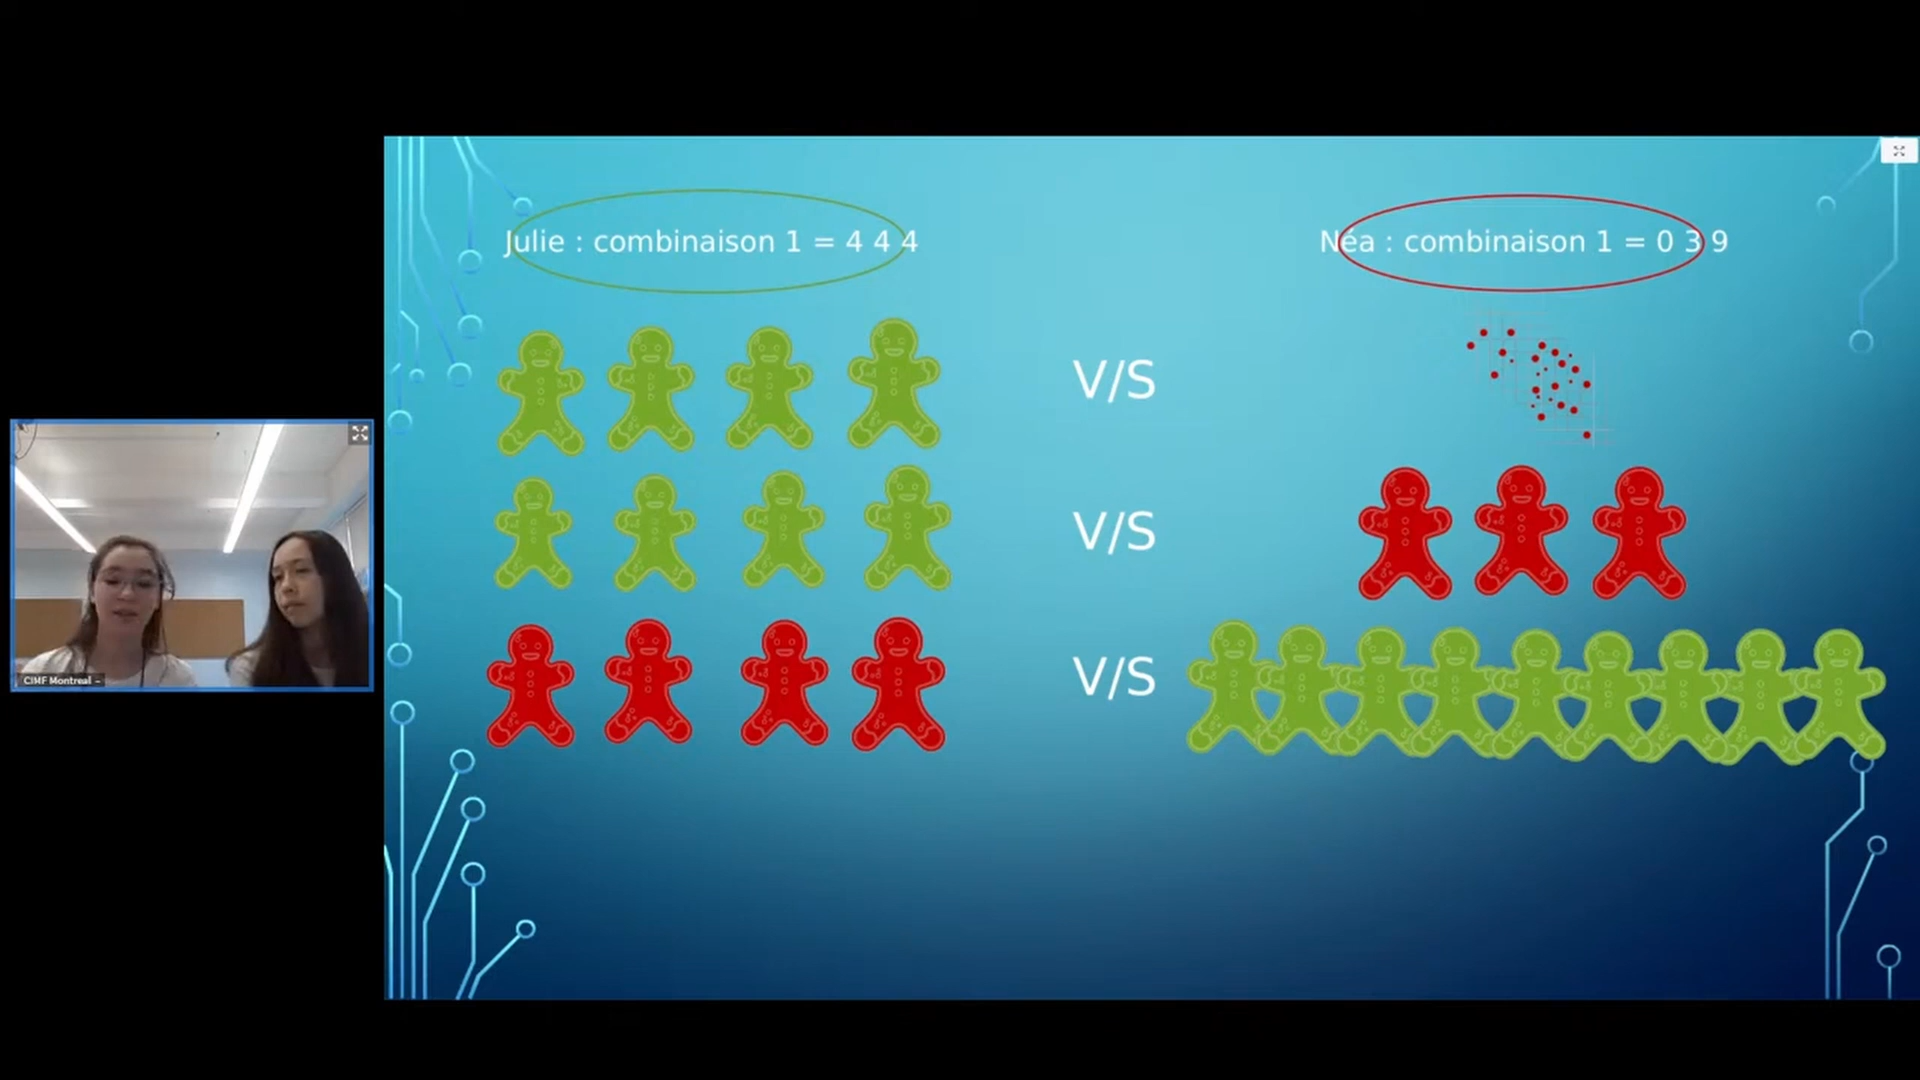 Julie : combinaison 1 = 4 4 4
Néa : combinaison 1 = 0 3 9
V/S
V/S
V/S
CIMF Montreal –